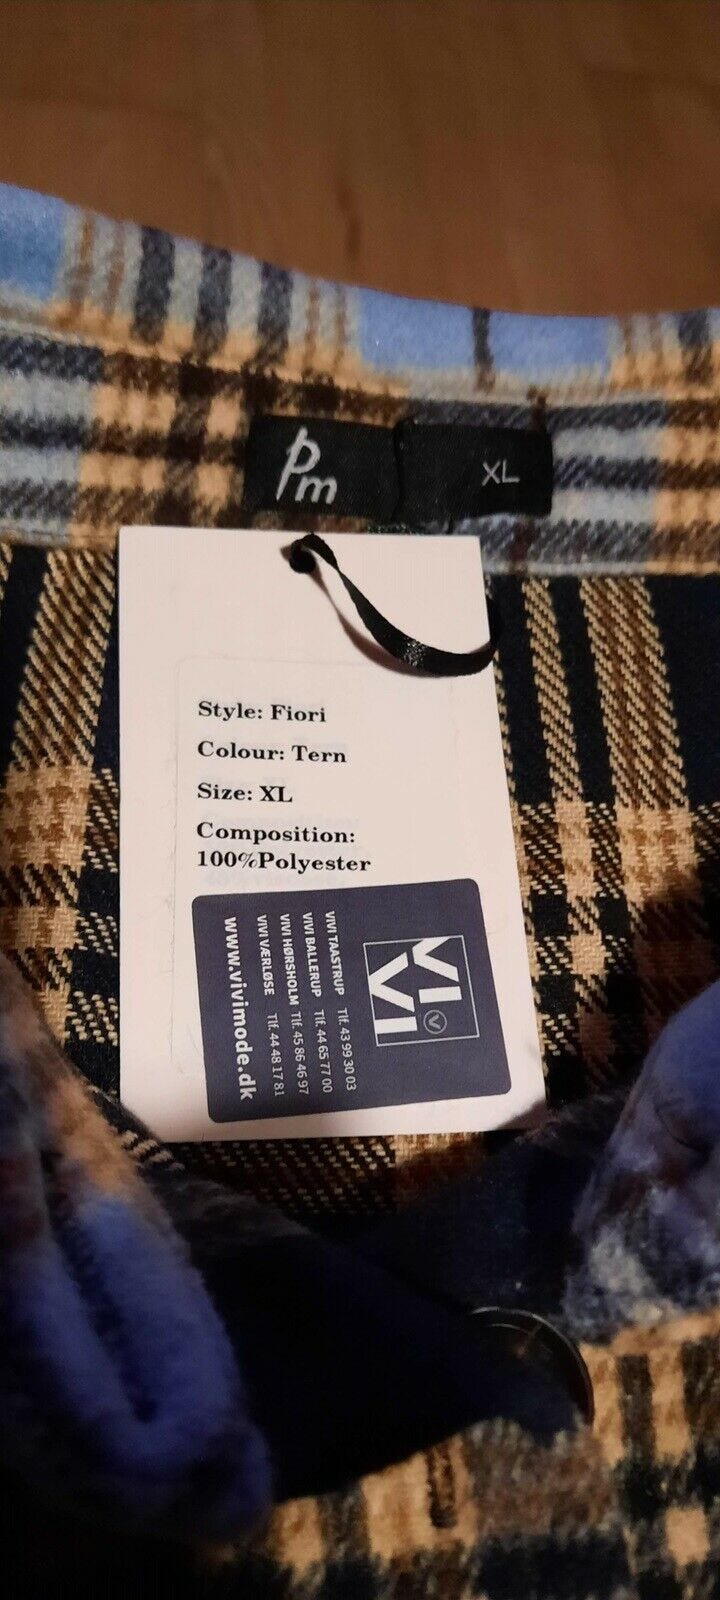 Pm
XL
Style: Fiori
Colour: Tern
Size: XL
Composition:
100%Polyester
VI
VI
V
VIVI TAASTRUP Tlf. 43 99 30 03
VIVI BALLERUP Tlf. 44 65 77 00
VIVI HØRSHOLM Tlf. 45 86 46 97
VIVI VÆRLØSE Tlf. 44 48 17 81
www.vivimode.dk